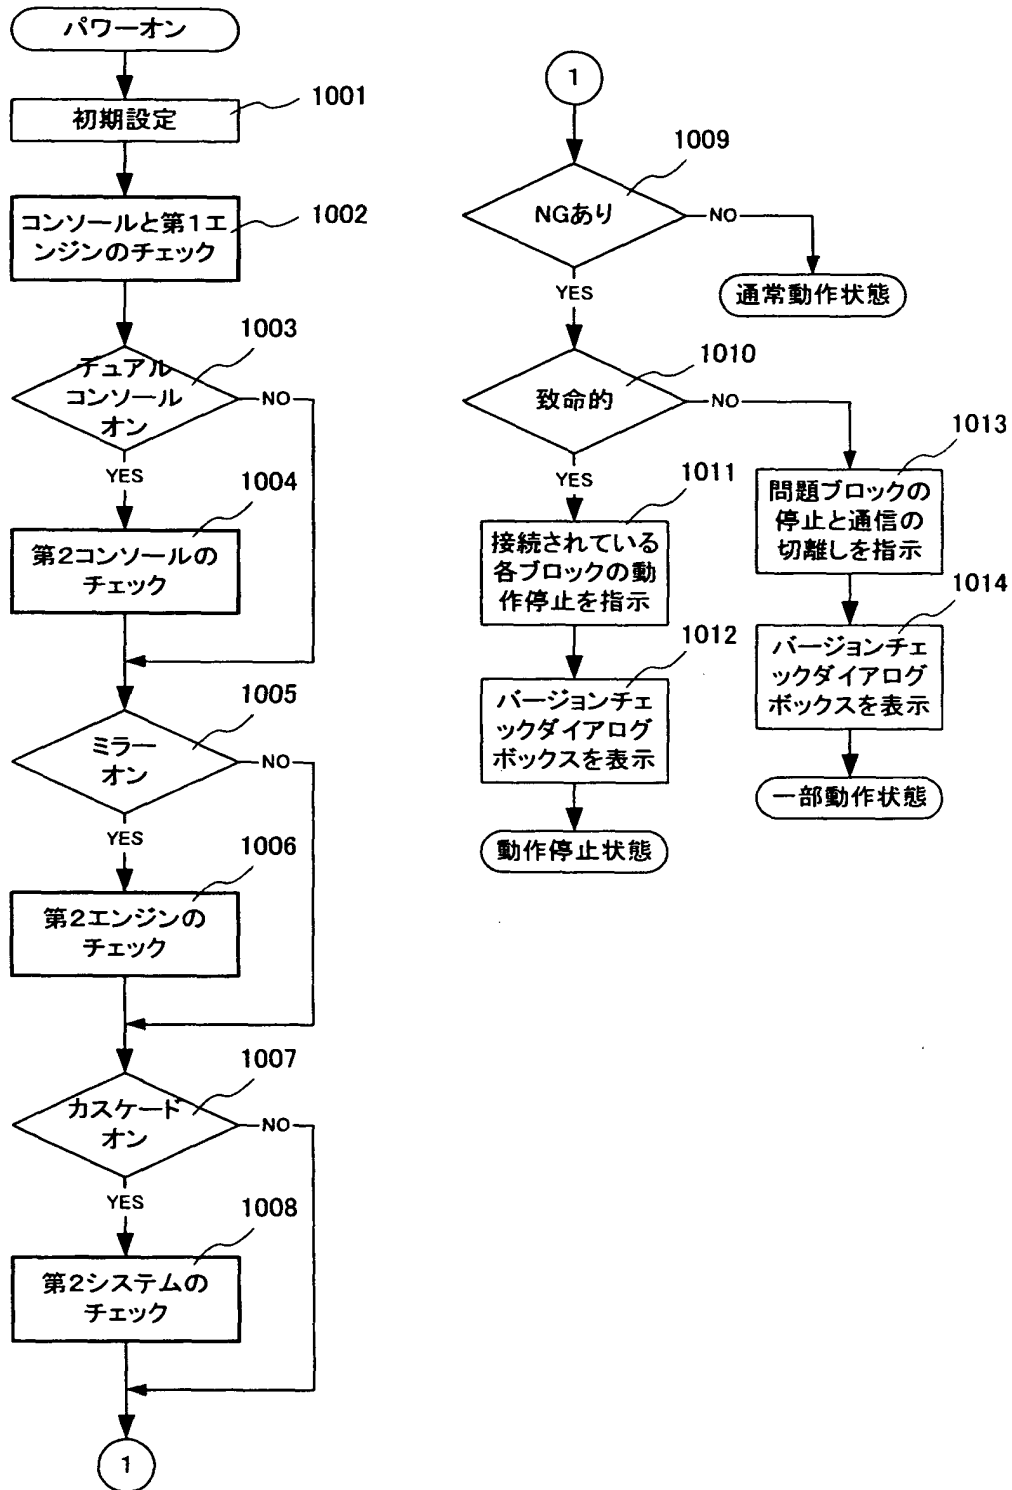 パワーオン
初期設定
1001
コンソールと第1エ
ンジンのチェック
1002
デュアル
コンソール
オン
1003
NO
YES
第2コンソールの
チェック
1004
ミラー
オン
1005
NO
YES
第2エンジンの
チェック
1006
カスケード
オン
1007
NO
YES
第2システムの
チェック
1008
1
1
NGあり
1009
NO
YES
通常動作状態
致命的
1010
NO
YES
接続されている
各ブロックの動
作停止を指示
1011
バージョンチェ
ックダイアログ
ボックスを表示
1012
動作停止状態
問題ブロックの
停止と通信の
切離しを指示
1013
バージョンチェ
ックダイアログ
ボックスを表示
1014
一部動作状態